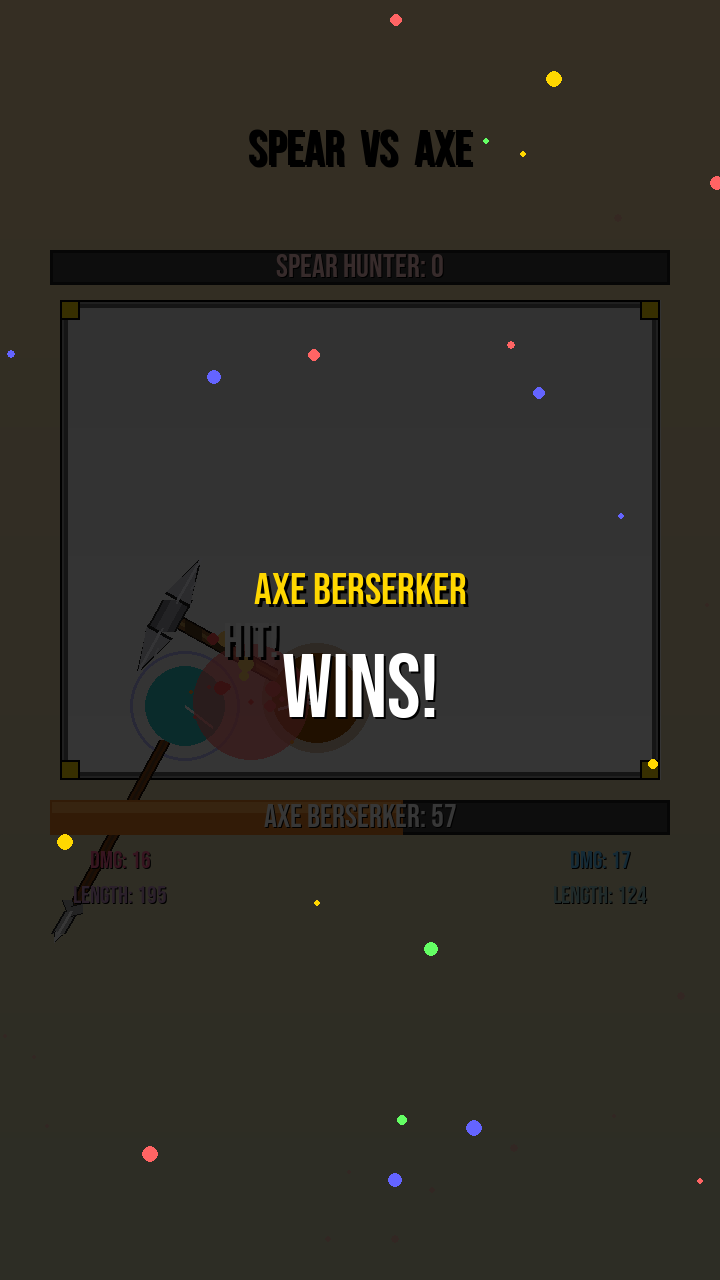 SPEAR VS AXE
SPEAR HUNTER: 0
AXE BERSERKER
HIT!
WINS!
AXE BERSERKER: 57
DMG: 16
DMG: 17
LENGTH: 195
LENGTH: 124